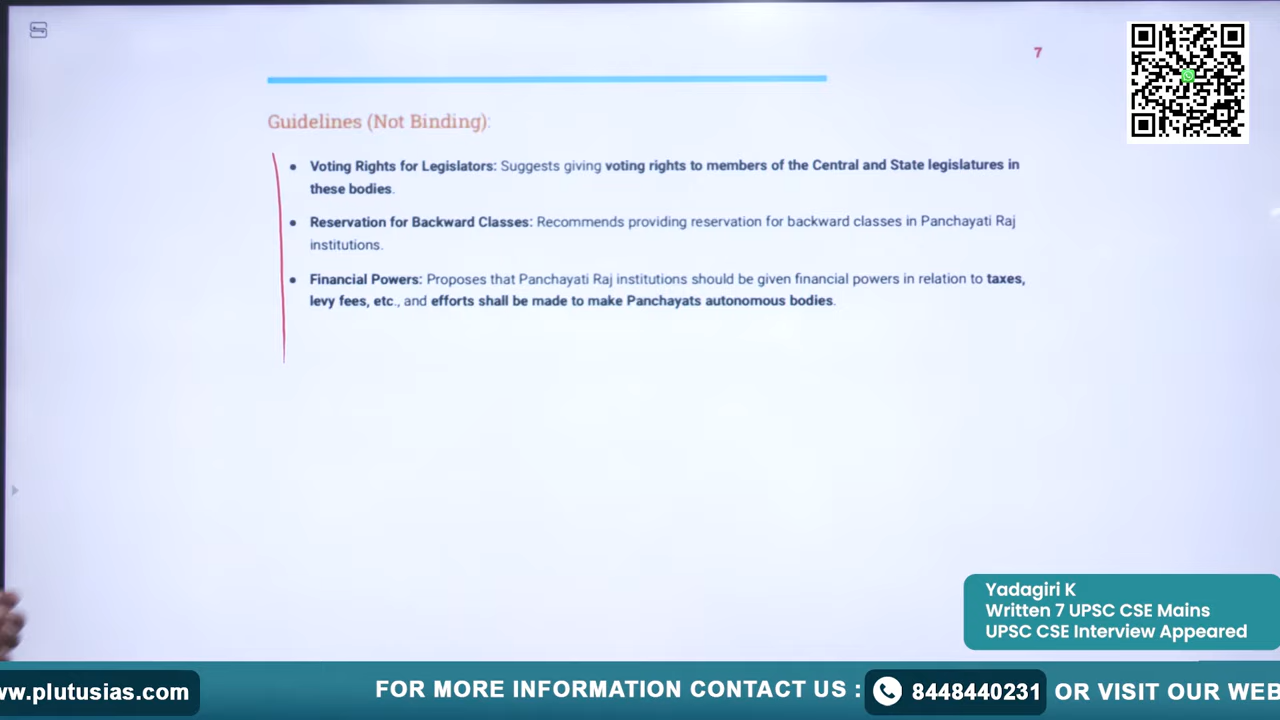 7
Guidelines (Not Binding):
• Voting Rights for Legislators: Suggests giving voting rights to members of the Central and State legislatures in
these bodies.
• Reservation for Backward Classes: Recommends providing reservation for backward classes in Panchayati Raj
institutions.
• Financial Powers: Proposes that Panchayati Raj institutions should be given financial powers in relation to taxes,
levy fees, etc., and efforts shall be made to make Panchayats autonomous bodies.
Yadagiri K
Written 7 UPSC CSE Mains
UPSC CSE Interview Appeared
ww.plutusias.com
FOR MORE INFORMATION CONTACT US : 8448440231 OR VISIT OUR WEB